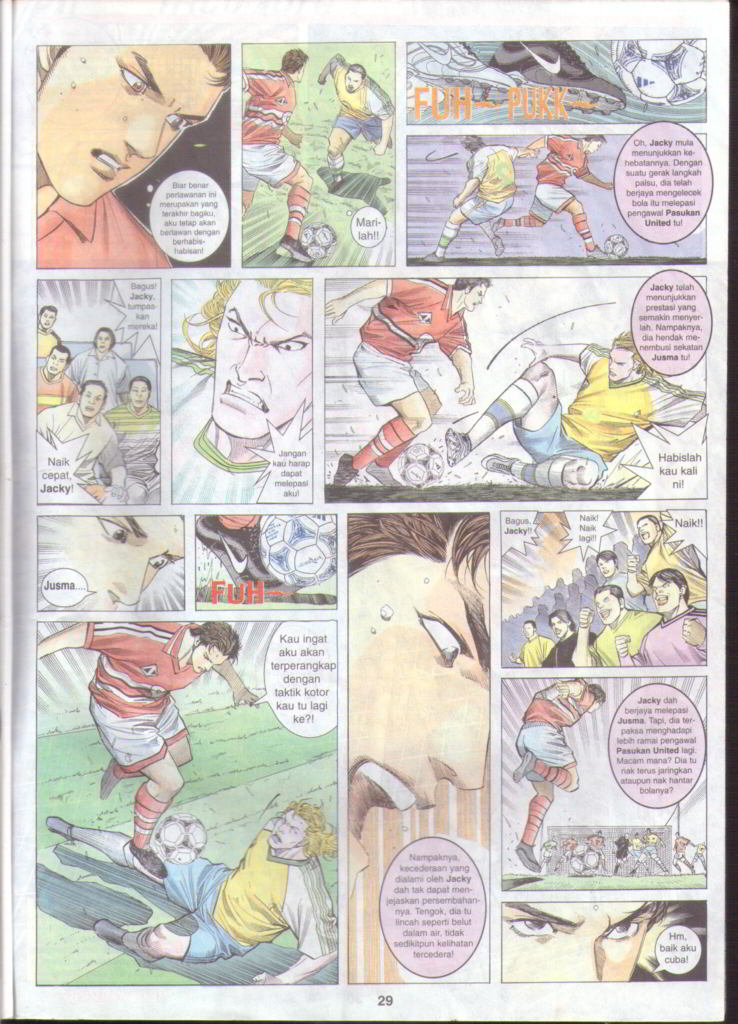 Biar benar
perlawanan ini
merupakan yang
terakhir bagiku,
aku tetap akan
berlawan dengan
berhabis-
habisan!
Mari-
lah!!
FUH PUKK
Oh, Jacky mula
menunjukkan ke-
hebatannya. Dengan
suatu gerak langkah
palsu, dia telah
berjaya mengelecek
bola itu melepasi
pengawal Pasukan
United tu!
Bagus!
Jacky,
tumpas-
kan
mereka!
Naik
cepat,
Jacky!
Jangan
kau harap
dapat
melepasi
aku!
Jacky telah
menunjukkan
prestasi yang
semakin menyer-
lah. Nampaknya,
dia hendak me-
nembusi sekatan
Jusma tu!
Habislah
kau kali
ni!
Jusma....
FUH
Kau ingat
aku akan
terperangkap
dengan
taktik kotor
kau tu lagi
ke?!
Nampaknya,
kecederaan yang
dialami oleh Jacky
dah tak dapat men-
jejaskan persembahan-
nya. Tengok, dia tu
lincah seperti belut
dalam air, tidak
sedikitpun kelihatan
tercedera!
Bagus,
Jacky!!
Naik!
Naik
lagi!!
Naik!!
Jacky dah
berjaya melepasi
Jusma. Tapi, dia ter-
paksa menghadapi
lebih ramai pengawal
Pasukan United lagi.
Macam mana? Dia tu
nak terus jaringkan
ataupun nak hantar
bolanya?
Hm,
baik aku
cuba!
29